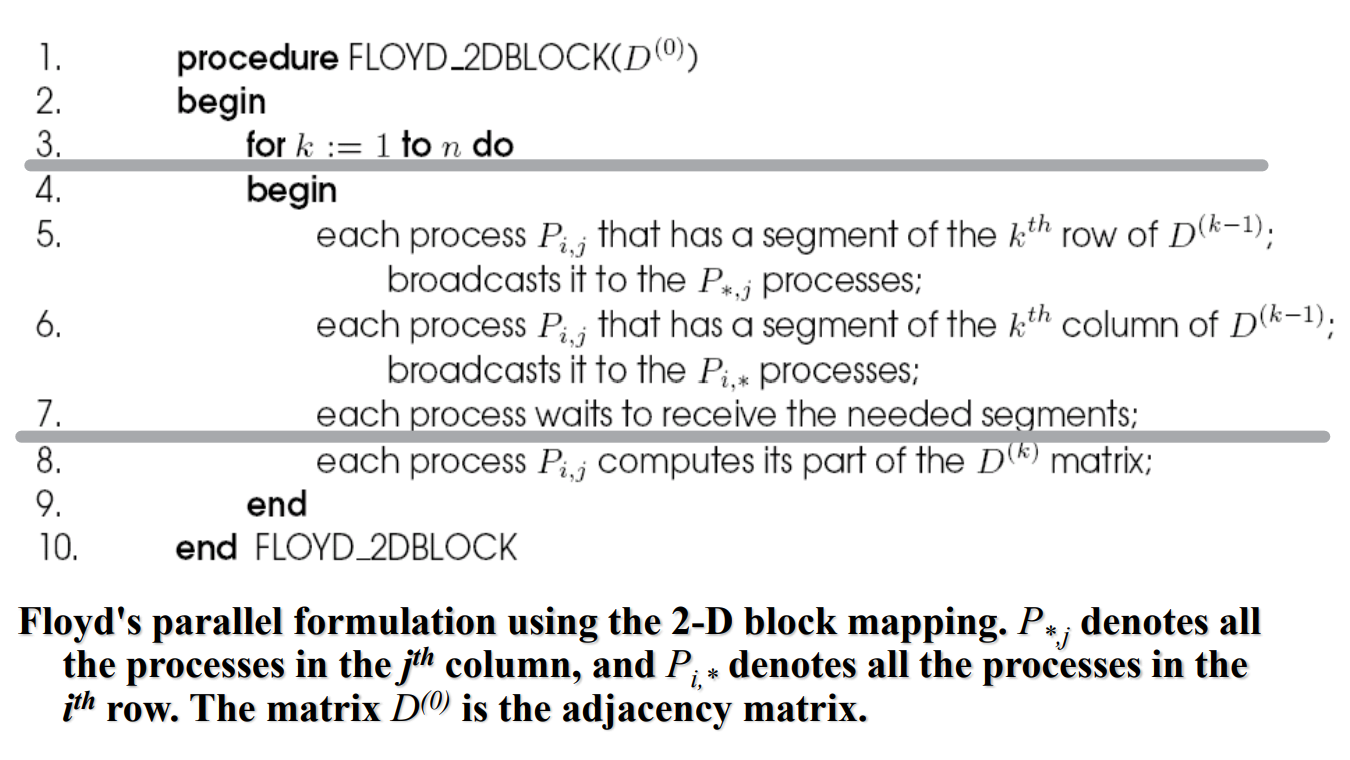 1. procedure FLOYD_2DBLOCK(D^(0))
2. begin
3. for k := 1 to n do
4. begin
5. each process P_{i,j} that has a segment of the k^{th} row of D^{(k−1)};
broadcasts it to the P_{*,j} processes;
6. each process P_{i,j} that has a segment of the k^{th} column of D^{(k−1)};
broadcasts it to the P_{i,*} processes;
7. each process waits to receive the needed segments;
8. each process P_{i,j} computes its part of the D^{(k)} matrix;
9. end
10. end FLOYD_2DBLOCK
Floyd's parallel formulation using the 2-D block mapping. P_{*,j} denotes all
the processes in the j^{th} column, and P_{i,*} denotes all the processes in the
i^{th} row. The matrix D^{(0)} is the adjacency matrix.